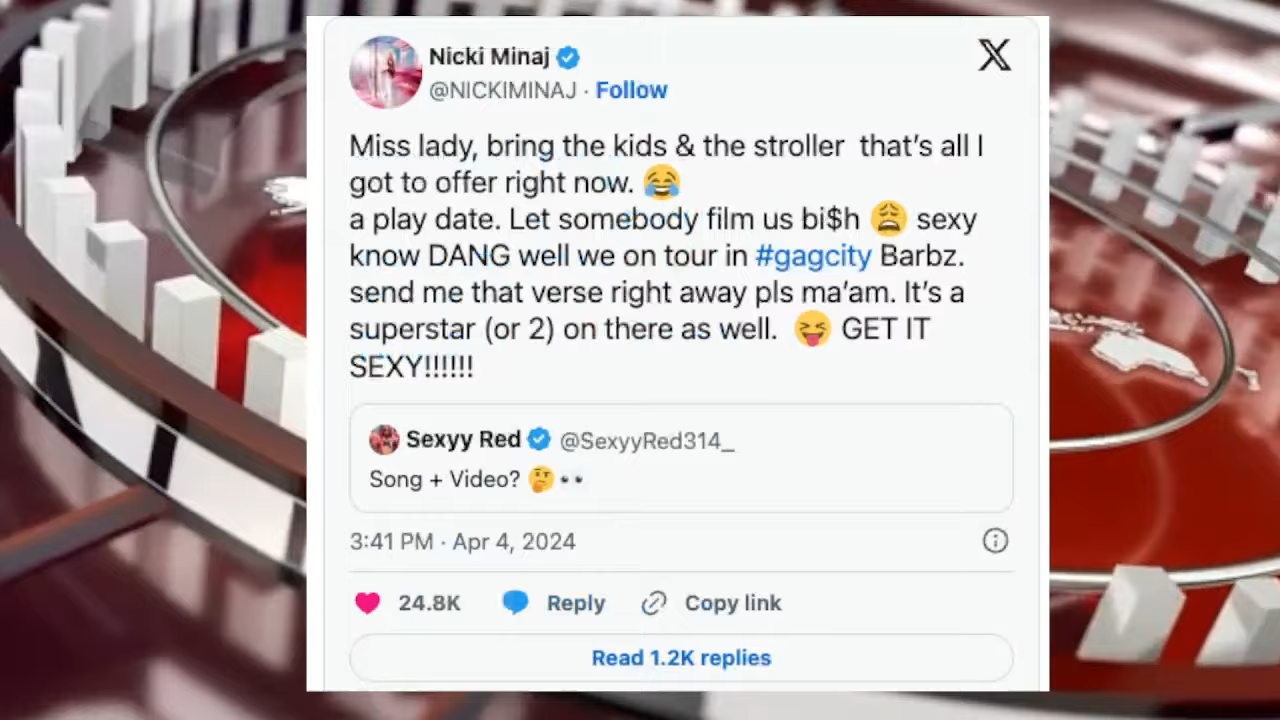 Nicki Minaj
@NICKIMINAJ · Follow
Miss lady, bring the kids & the stroller  that’s all I
got to offer right now. 😂
a play date. Let somebody film us bi$h 😩 sexy
know DANG well we on tour in #gagcity Barbz.
send me that verse right away pls ma’am. It’s a
superstar (or 2) on there as well.  😝 GET IT
SEXY!!!!!!
Sexyy Red @SexyyRed314_
Song + Video? 🤔 👀
3:41 PM · Apr 4, 2024
24.8K Reply Copy link
Read 1.2K replies